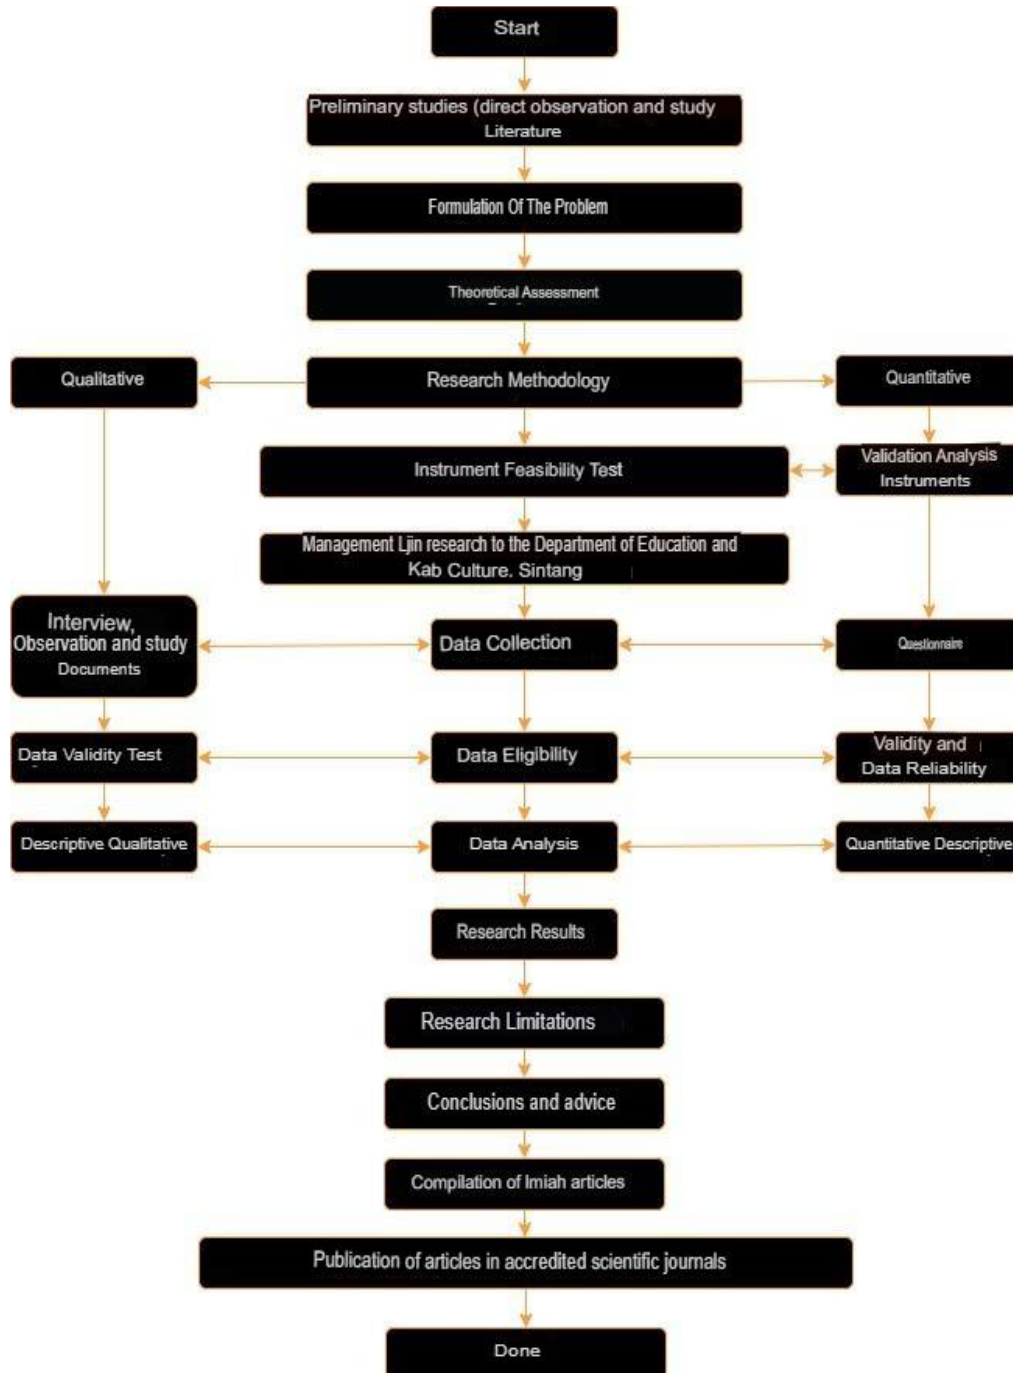 Start
Preliminary studies (direct observation and study
Literature
Formulation Of The Problem
Theoretical Assessment
Qualitative
Research Methodology
Quantitative
Instrument Feasibility Test
Validation Analysis
Instruments
Management Ljin research to the Department of Education and
Kab Culture. Sintang
Interview,
Observation and study
Documents
Data Collection
Questionnaire
Data Validity Test
Data Eligibility
Validity and
Data Reliability
Descriptive Qualitative
Data Analysis
Quantitative Descriptive
Research Results
Research Limitations
Conclusions and advice
Compilation of Imiah articles
Publication of articles in accredited scientific journals
Done